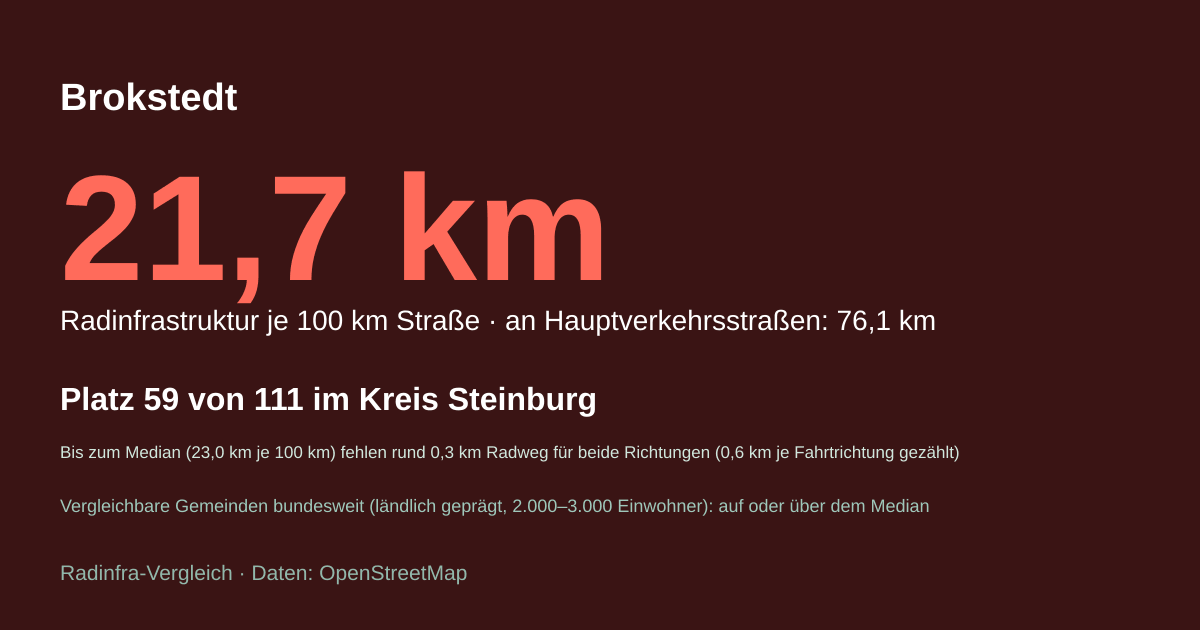 Brokstedt
21,7 km
Radinfrastruktur je 100 km Straße · an Hauptverkehrsstraßen: 76,1 km
Platz 59 von 111 im Kreis Steinburg
Bis zum Median (23,0 km je 100 km) fehlen rund 0,3 km Radweg für beide Richtungen (0,6 km je Fahrtrichtung gezählt)
Vergleichbare Gemeinden bundesweit (ländlich geprägt, 2.000–3.000 Einwohner): auf oder über dem Median
Radinfra-Vergleich · Daten: OpenStreetMap